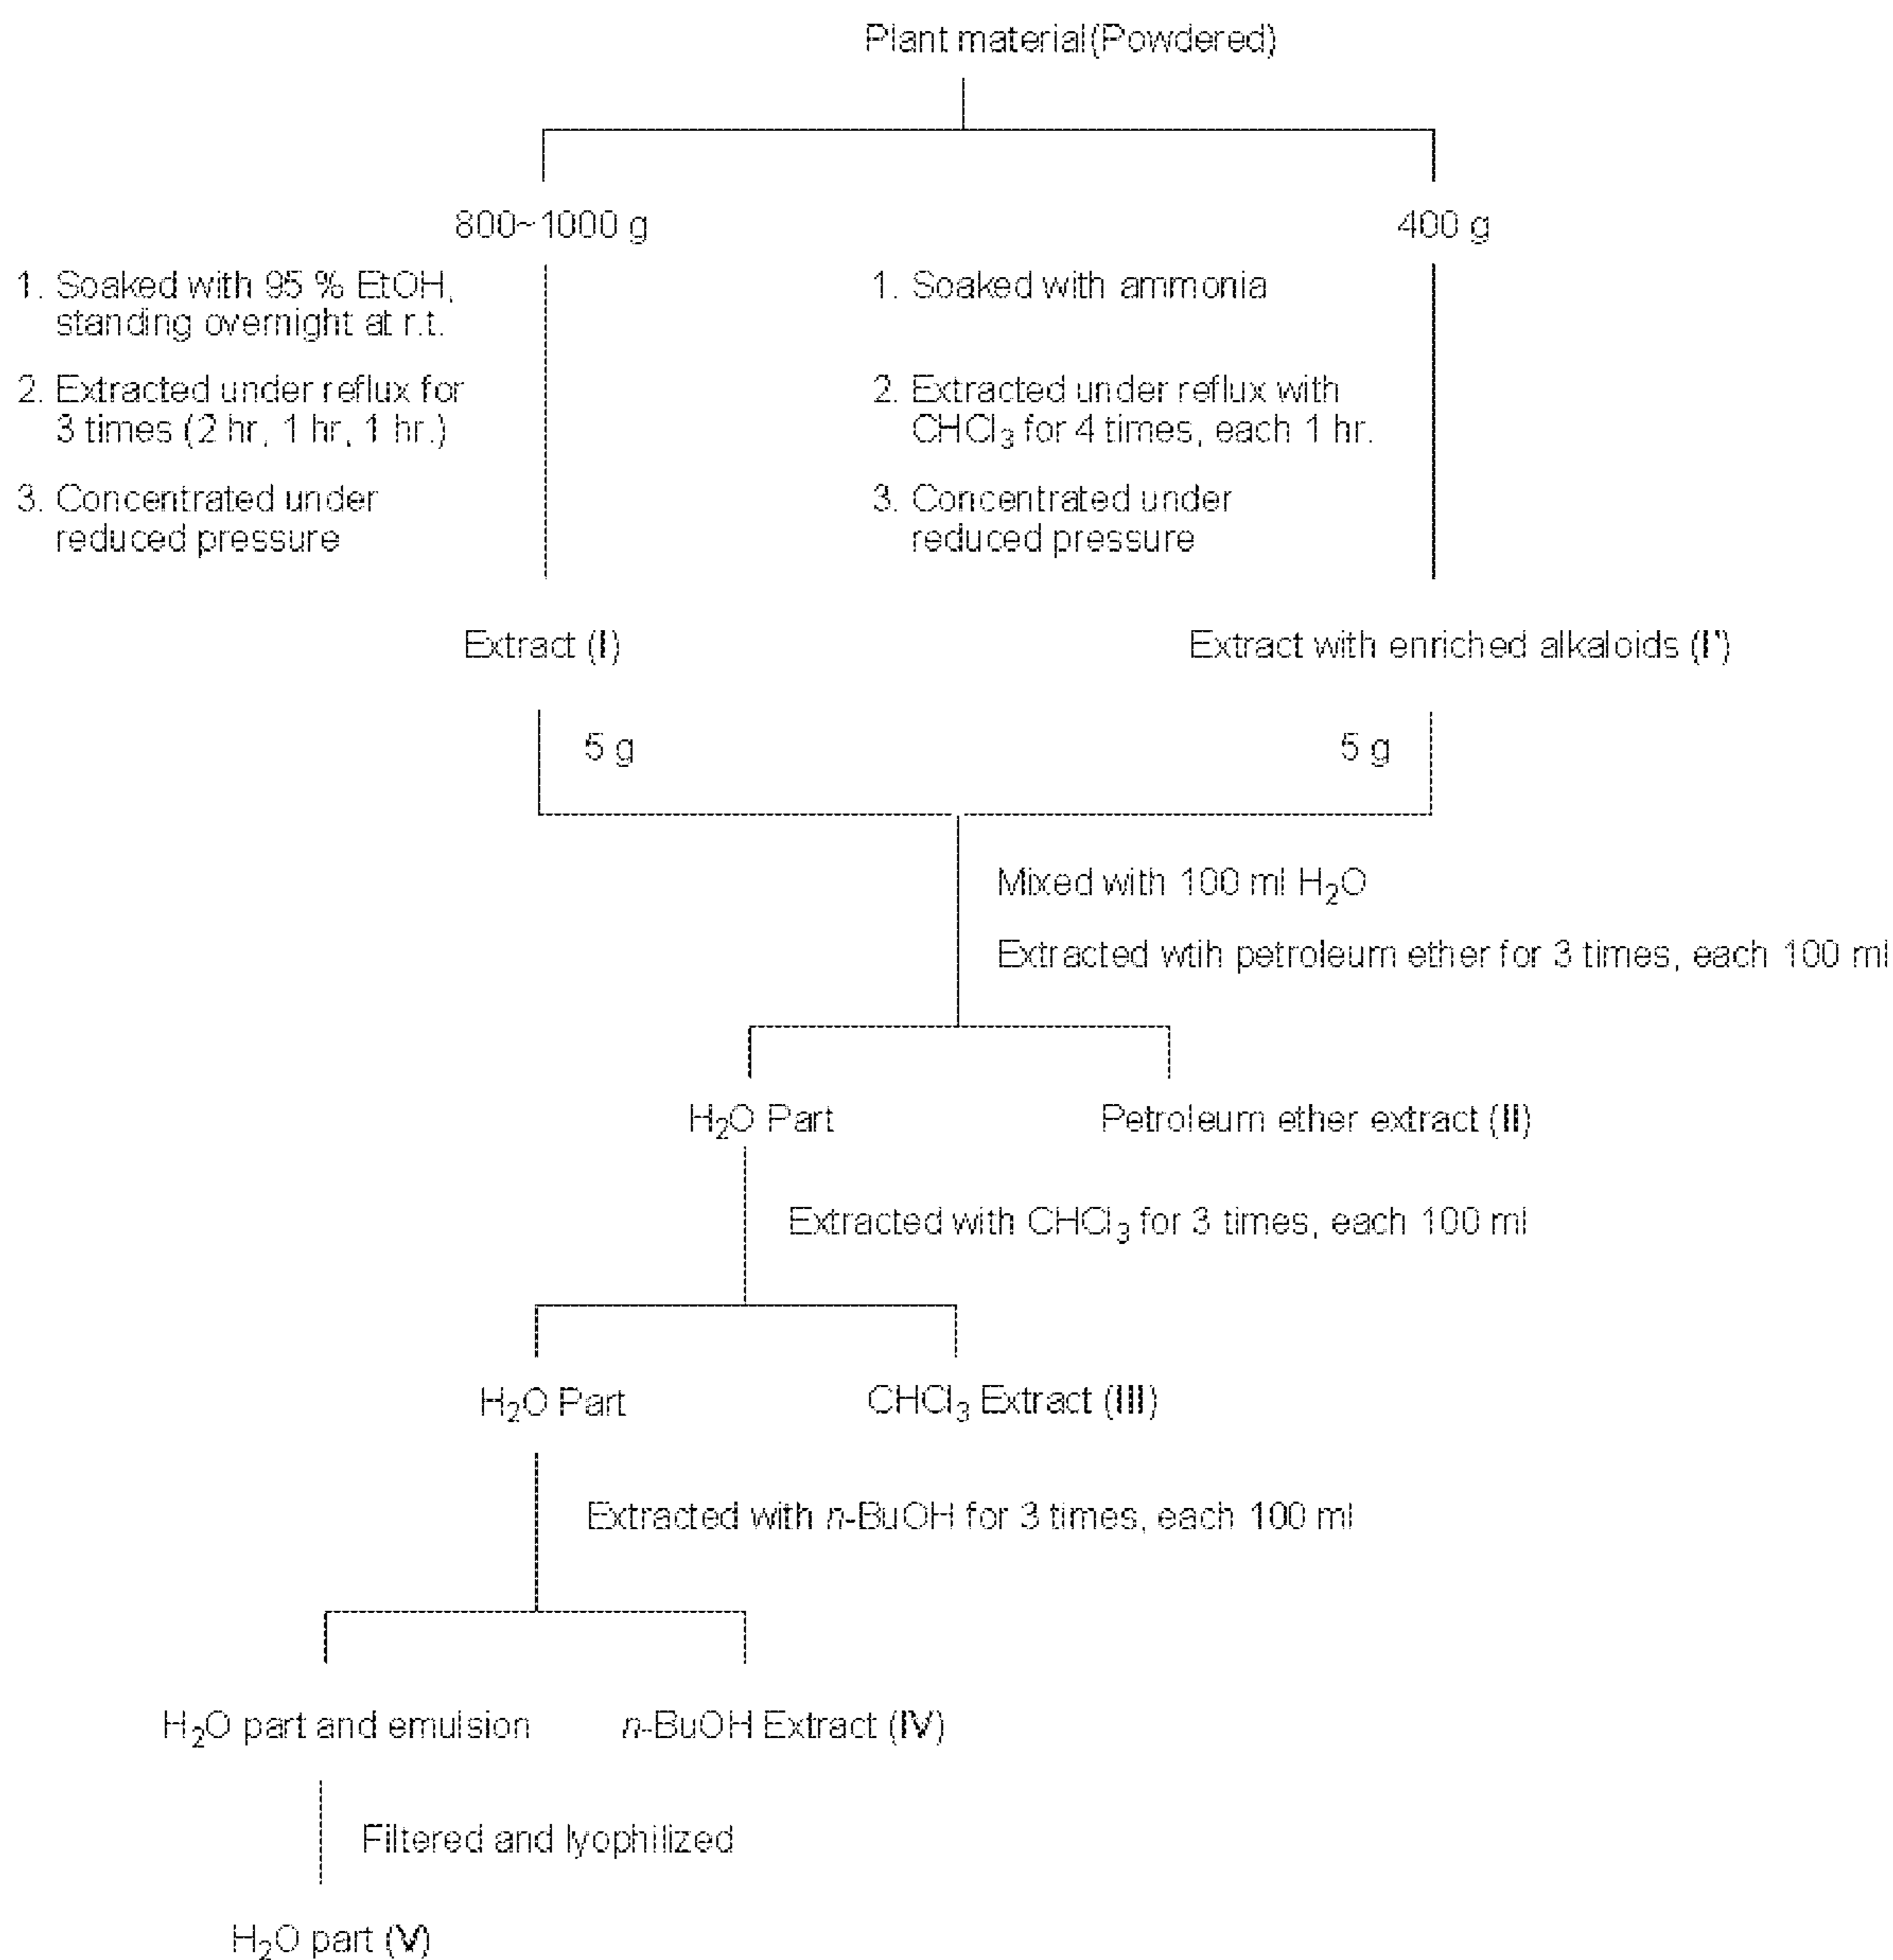 Plant material(Powdered)
800~1000 g
400 g
1. Soaked with 95 % EtOH,
standing overnight at r.t.
2. Extracted under reflux for
3 times (2 hr, 1 hr, 1 hr.)
3. Concentrated under
reduced pressure
1. Soaked with ammonia
2. Extracted under reflux with
CHCl₃ for 4 times, each 1 hr.
3. Concentrated under
reduced pressure
Extract (I)
Extract with enriched alkaloids (I')
5 g
5 g
Mixed with 100 ml H₂O
Extracted wtih petroleum ether for 3 times, each 100 ml
H₂O Part
Petroleum ether extract (II)
Extracted with CHCl₃ for 3 times, each 100 ml
H₂O Part
CHCl₃ Extract (III)
Extracted with n-BuOH for 3 times, each 100 ml
H₂O part and emulsion
n-BuOH Extract (IV)
Filtered and lyophilized
H₂O part (V)